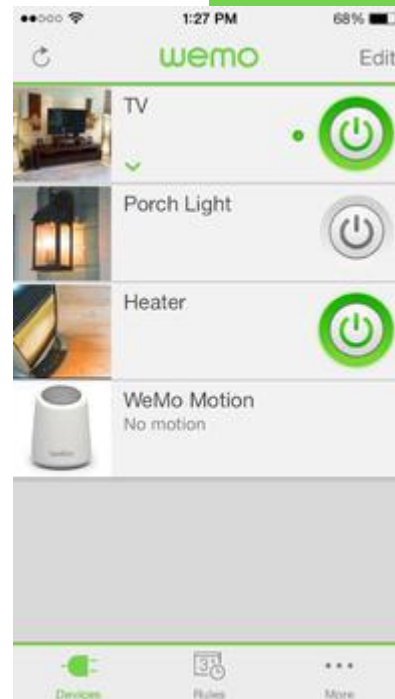 1:27 PM
68%
wemo
Edit
TV
Porch Light
Heater
WeMo Motion
No motion
Devices
Rules
More